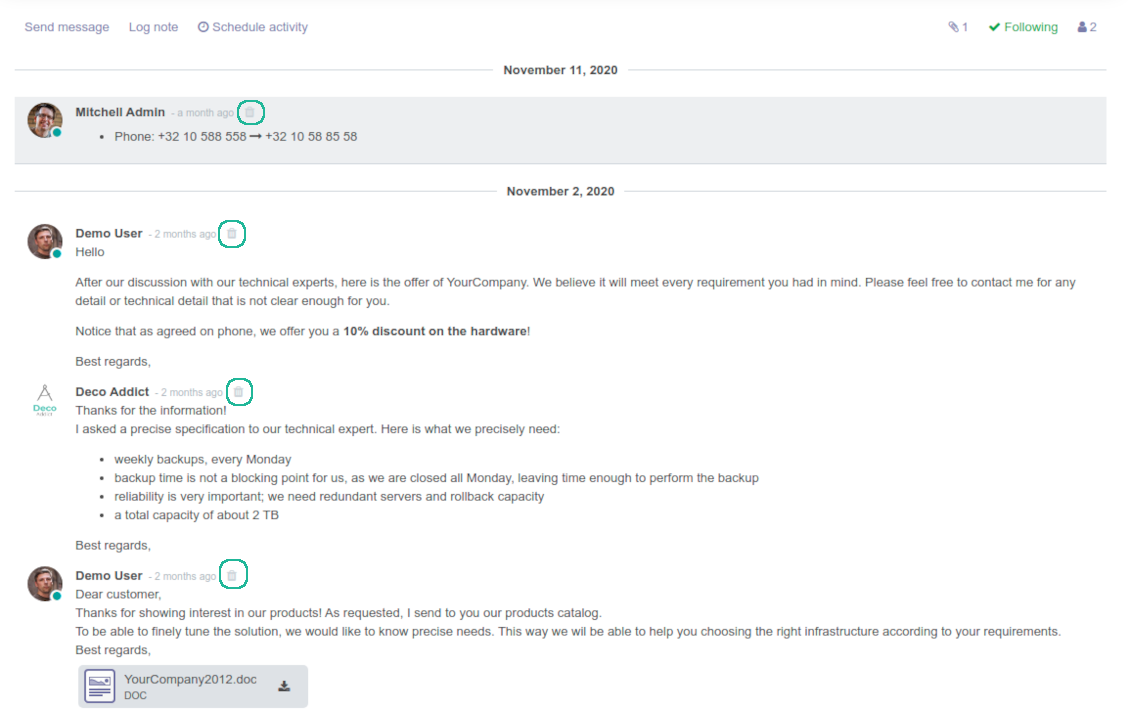 Send message Log note Schedule activity 1 Following 2
November 11, 2020
Mitchell Admin - a month ago
• Phone: +32 10 588 558 → +32 10 58 85 58
November 2, 2020
Demo User - 2 months ago
Hello
After our discussion with our technical experts, here is the offer of YourCompany. We believe it will meet every requirement you had in mind. Please feel free to contact me for any
detail or technical detail that is not clear enough for you.
Notice that as agreed on phone, we offer you a 10% discount on the hardware!
Best regards,
Deco Addict - 2 months ago
Deco
Thanks for the information!
I asked a precise specification to our technical expert. Here is what we precisely need:
• weekly backups, every Monday
• backup time is not a blocking point for us, as we are closed all Monday, leaving time enough to perform the backup
• reliability is very important; we need redundant servers and rollback capacity
• a total capacity of about 2 TB
Best regards,
Demo User - 2 months ago
Dear customer,
Thanks for showing interest in our products! As requested, I send to you our products catalog.
To be able to finely tune the solution, we would like to know precise needs. This way we wil be able to help you choosing the right infrastructure according to your requirements.
Best regards,
YourCompany2012.doc
DOC